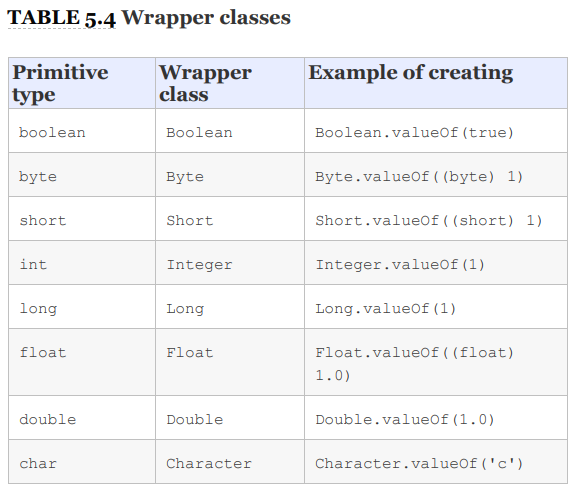 TABLE 5.4 Wrapper classes
Primitive type Wrapper class Example of creating
boolean Boolean Boolean.valueOf(true)
byte Byte Byte.valueOf((byte) 1)
short Short Short.valueOf((short) 1)
int Integer Integer.valueOf(1)
long Long Long.valueOf(1)
float Float Float.valueOf((float) 1.0)
double Double Double.valueOf(1.0)
char Character Character.valueOf('c')